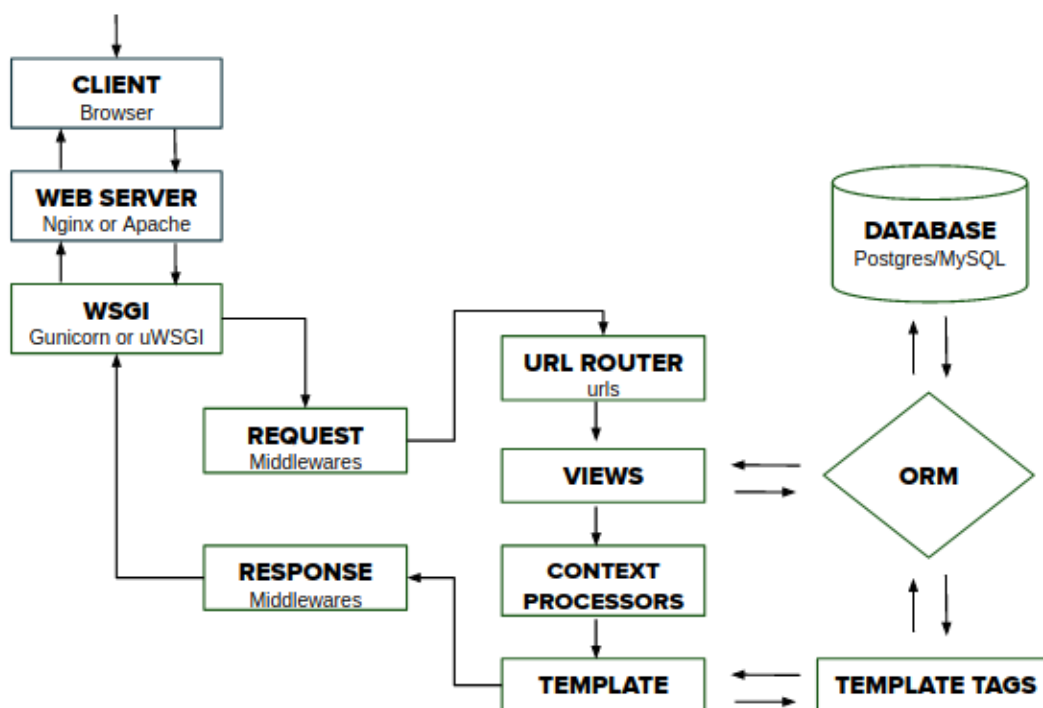 CLIENT
Browser
WEB SERVER
Nginx or Apache
WSGI
Gunicorn or uWSGI
REQUEST
Middlewares
RESPONSE
Middlewares
URL ROUTER
urls
VIEWS
CONTEXT
PROCESSORS
TEMPLATE
DATABASE
Postgres/MySQL
ORM
TEMPLATE TAGS